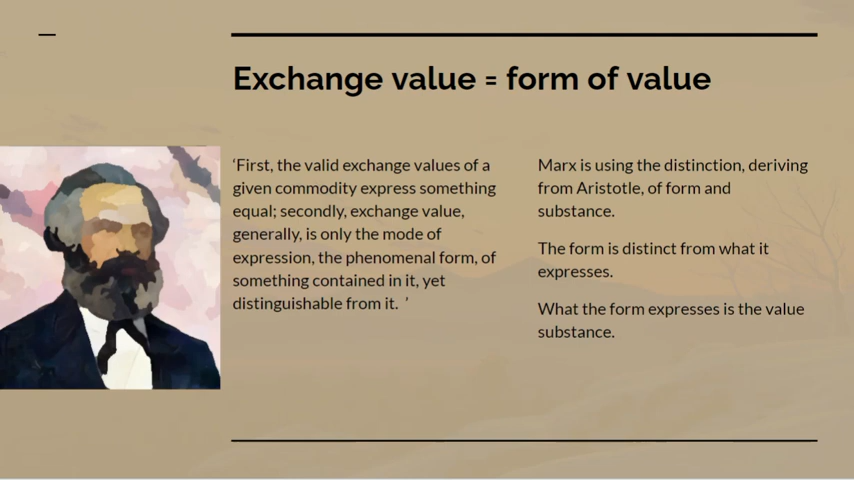 Exchange value = form of value
‘First, the valid exchange values of a
given commodity express something
equal; secondly, exchange value,
generally, is only the mode of
expression, the phenomenal form, of
something contained in it, yet
distinguishable from it.  ’
Marx is using the distinction, deriving
from Aristotle, of form and
substance.
The form is distinct from what it
expresses.
What the form expresses is the value
substance.